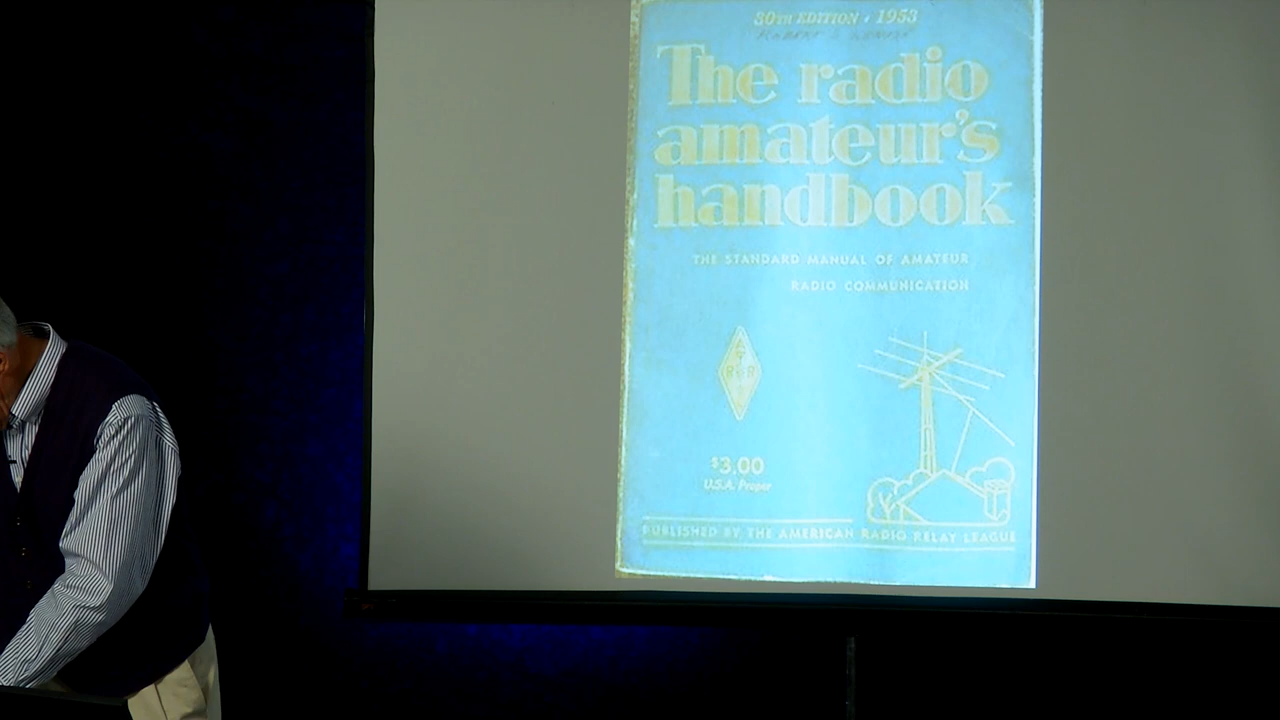 30TH EDITION · 1953
The radio
amateur's
handbook
THE STANDARD MANUAL OF AMATEUR
RADIO COMMUNICATION
A
R R
L
$3.00
U.S.A. Proper
PUBLISHED BY THE AMERICAN RADIO RELAY LEAGUE